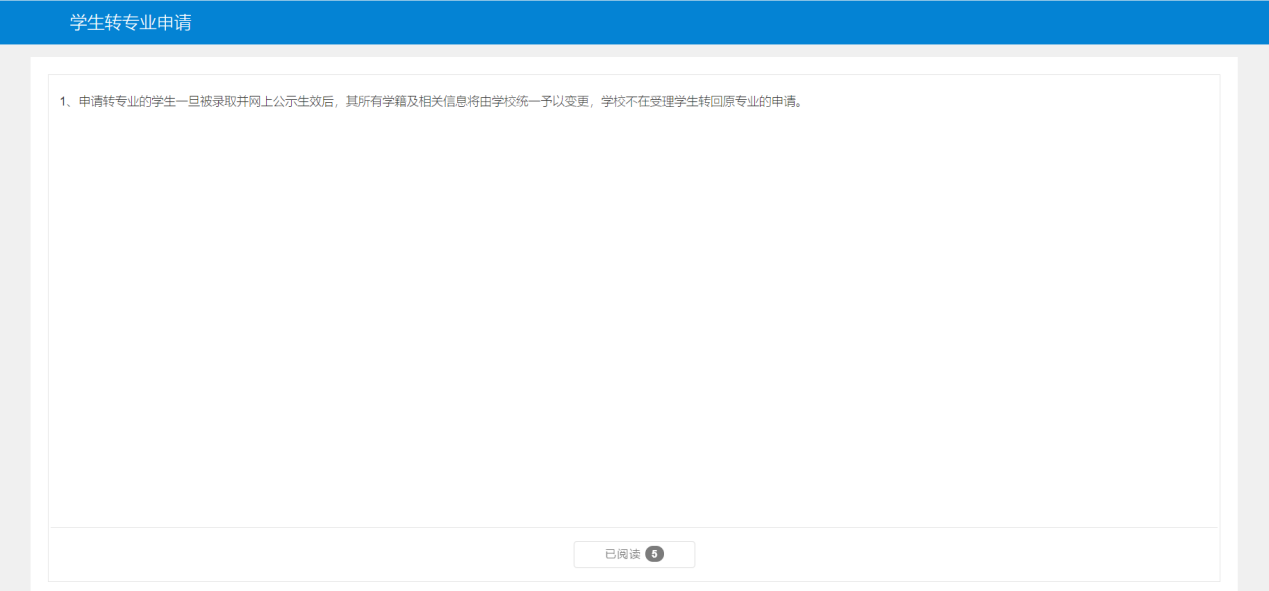 学生转专业申请
1、申请转专业的学生一旦被录取并网上公示生效后，其所有学籍及相关信息将由学校统一予以变更，学校不在受理学生转回原专业的申请。
已阅读 5